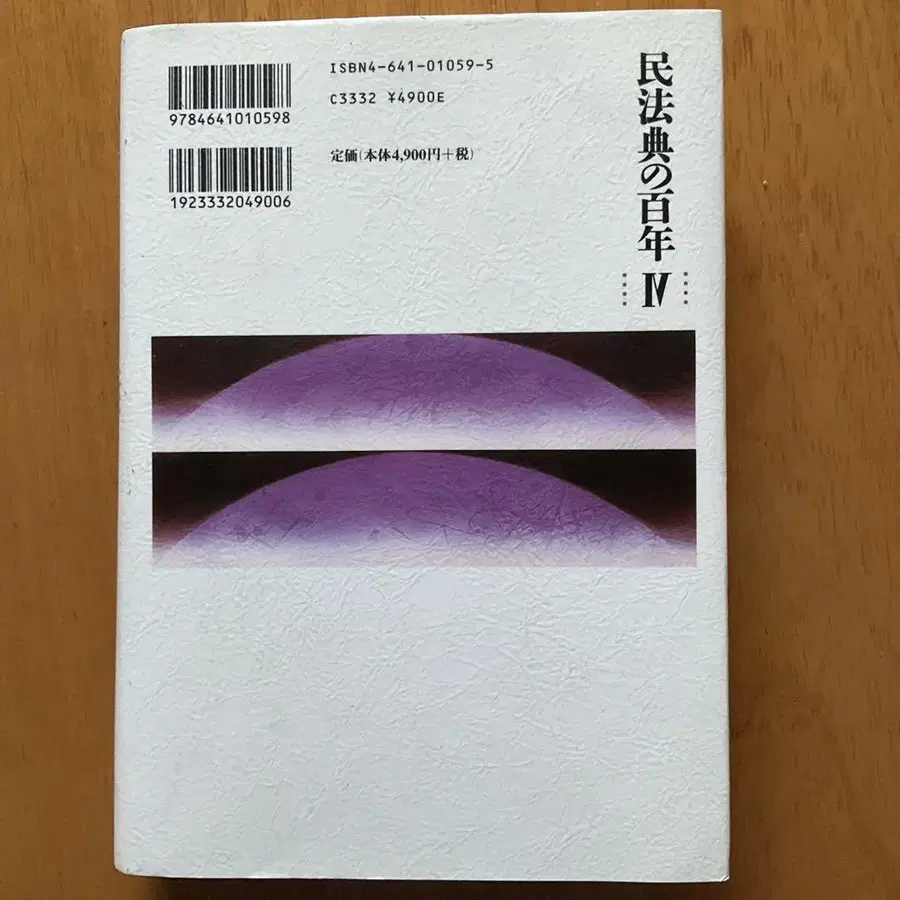 民法典の百年 Ⅳ
ISBN4-641-01059-5
C3332 ¥4900E
定価(本体4,900円+税)
9784641010598
1923332049006